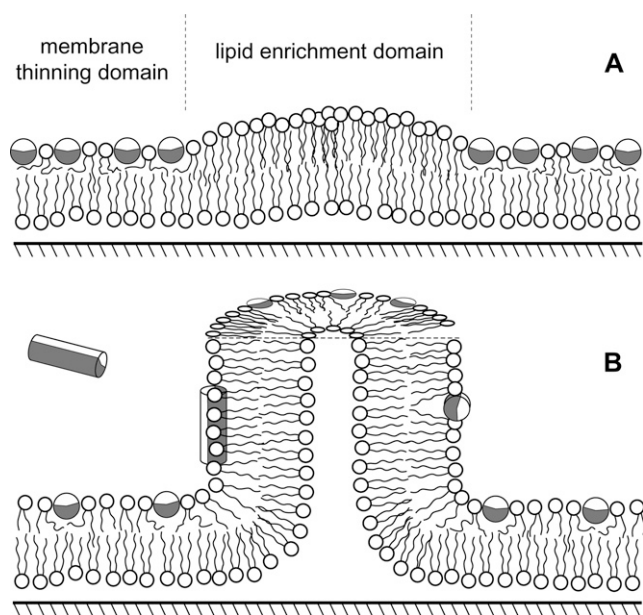 membrane
thinning domain
lipid enrichment domain
A
B